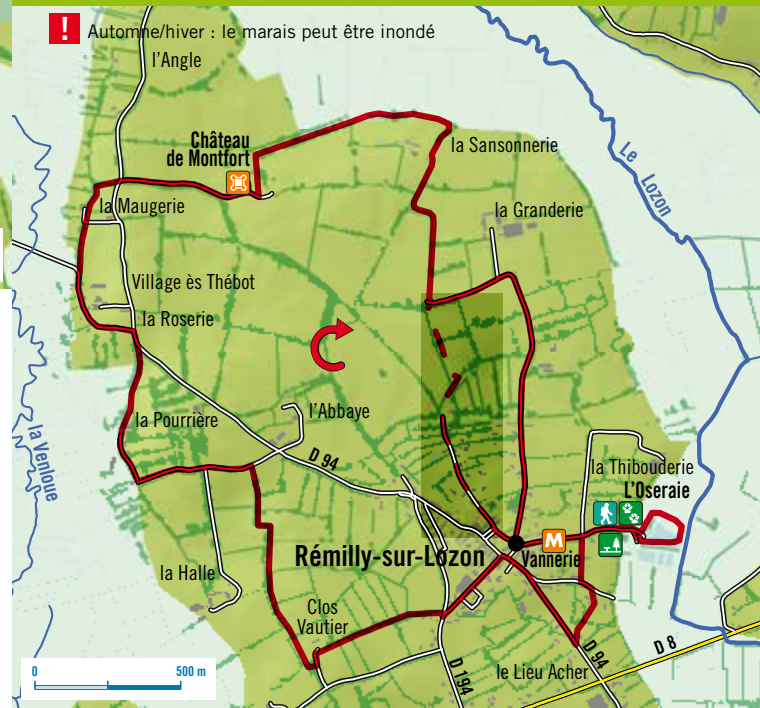 ! Automne/hiver : le marais peut être inondé
l'Angle
Château
de Montfort
la Sansonnerie
Le Lozon
la Maugerie
la Granderie
Village ès Thébot
la Roserie
l'Abbaye
la Pourrière
D 94
la Venloue
la Thibouderie
L'Oseraie
M
Rémilly-sur-Lozon
Vannerie
la Halle
Clos
Vautier
D 94
D 8
le Lieu Acher
D 194
0 500 m